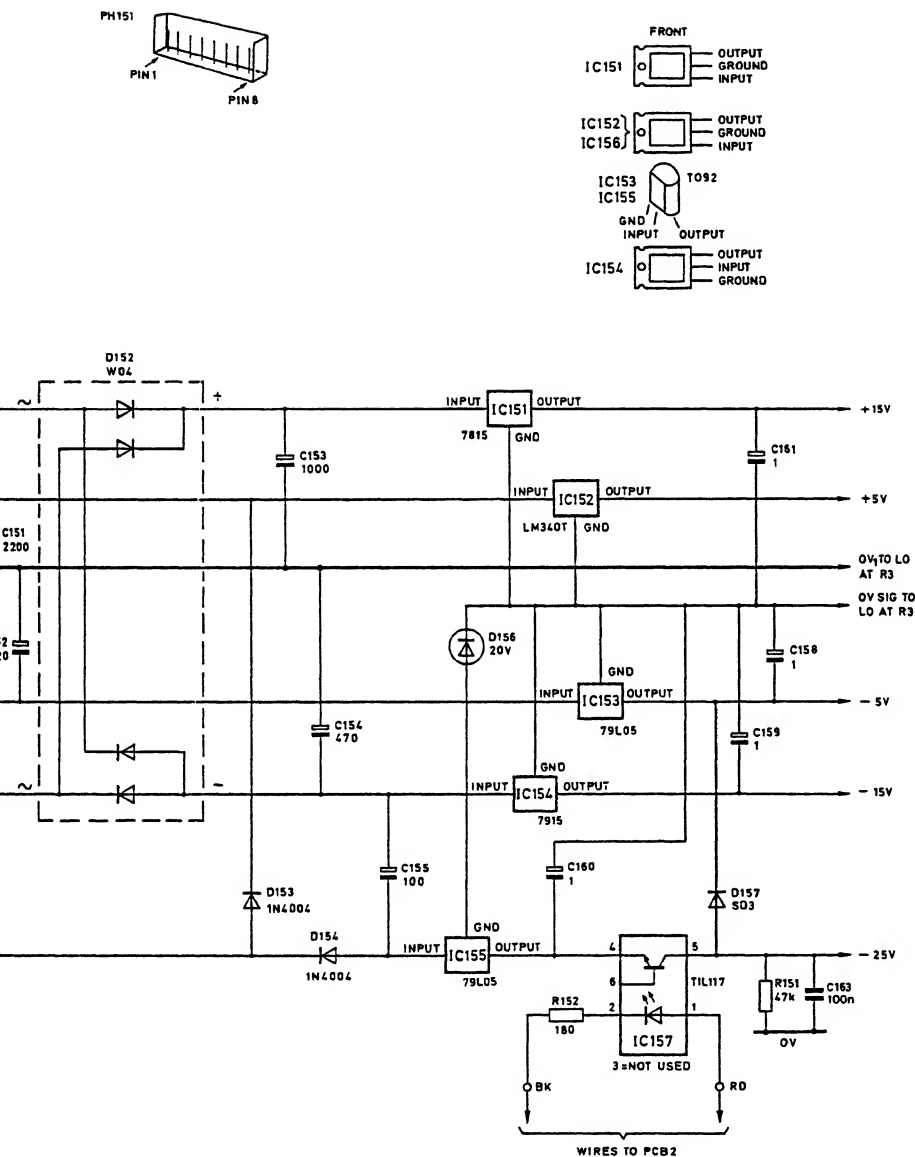 PH151
PIN 1
PIN 8
FRONT
IC151
OUTPUT
GROUND
INPUT
IC152
IC156
OUTPUT
GROUND
INPUT
IC153
IC155
TO92
GND
INPUT
OUTPUT
IC154
OUTPUT
INPUT
GROUND
D152
W04
~
+
INPUT
IC151
OUTPUT
+15V
7815
GND
C153
1000
C161
1
INPUT
IC152
OUTPUT
+5V
LM340T
GND
C151
2200
0V1 TO LO
AT R3
0V SIG TO
LO AT R3
D156
20V
C158
1
GND
INPUT
IC153
OUTPUT
-5V
79L05
C154
470
C159
1
GND
~
-
INPUT
IC154
OUTPUT
-15V
7915
C155
100
C160
1
D153
1N4004
D157
SD3
D154
1N4004
GND
INPUT
IC155
OUTPUT
79L05
4
5
-25V
6
TIL117
R151
47k
C163
100n
R152
180
2
1
IC157
0V
3=NOT USED
BK
RD
WIRES TO PCB2